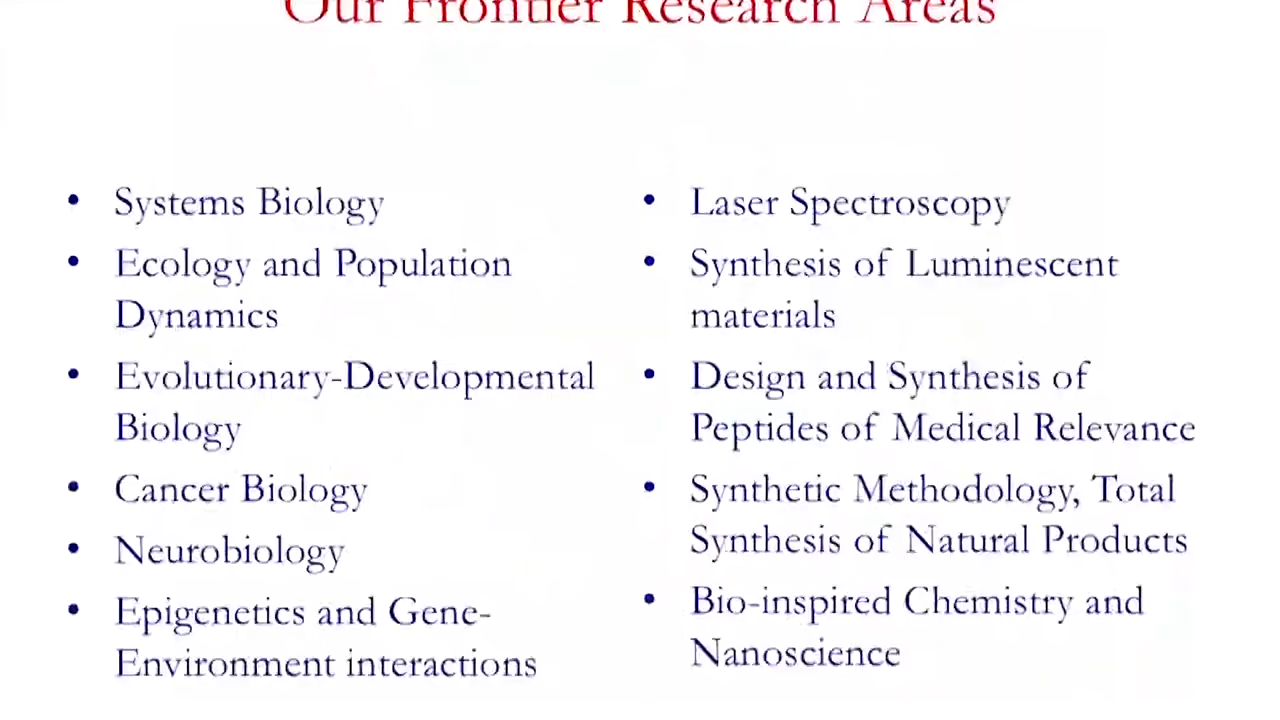 Our Frontier Research Areas
• Systems Biology
• Ecology and Population
Dynamics
• Evolutionary-Developmental
Biology
• Cancer Biology
• Neurobiology
• Epigenetics and Gene-
Environment interactions
• Laser Spectroscopy
• Synthesis of Luminescent
materials
• Design and Synthesis of
Peptides of Medical Relevance
• Synthetic Methodology, Total
Synthesis of Natural Products
• Bio-inspired Chemistry and
Nanoscience